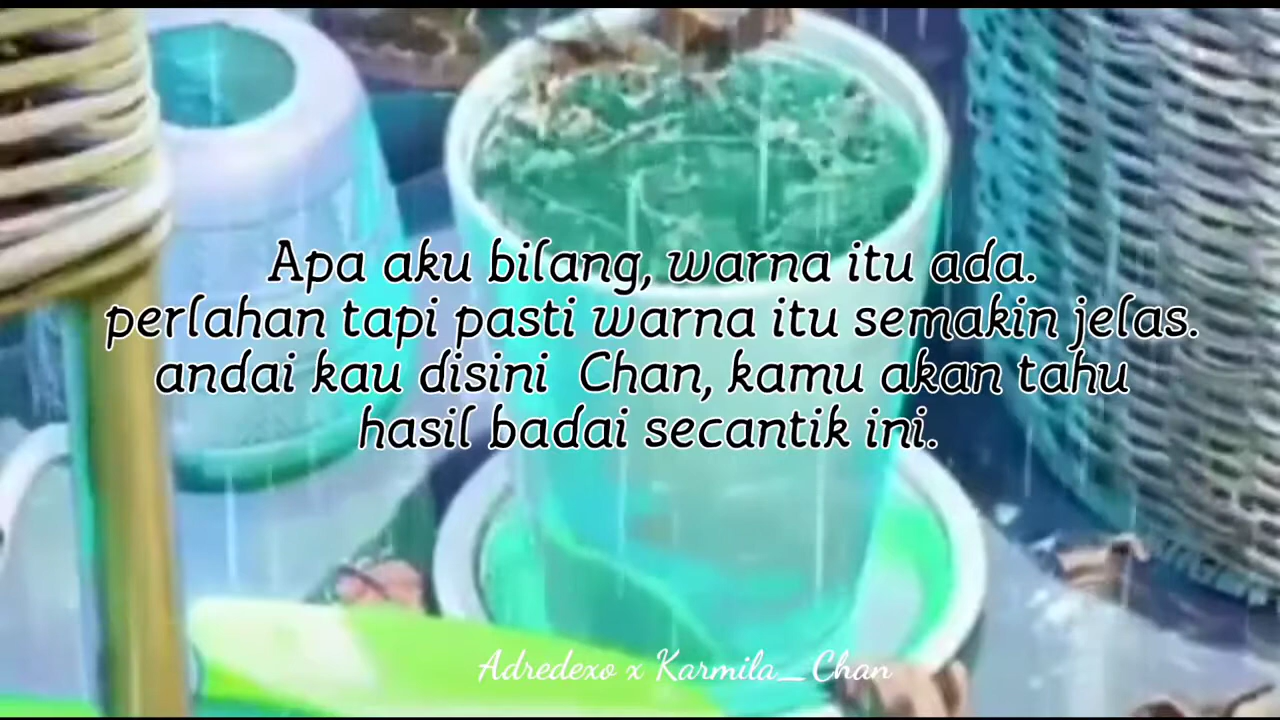 Apa aku bilang, warna itu ada.
perlahan tapi pasti warna itu semakin jelas.
andai kau disini Chan, kamu akan tahu
hasil badai secantik ini.
Adredexo x Karmila_Chan